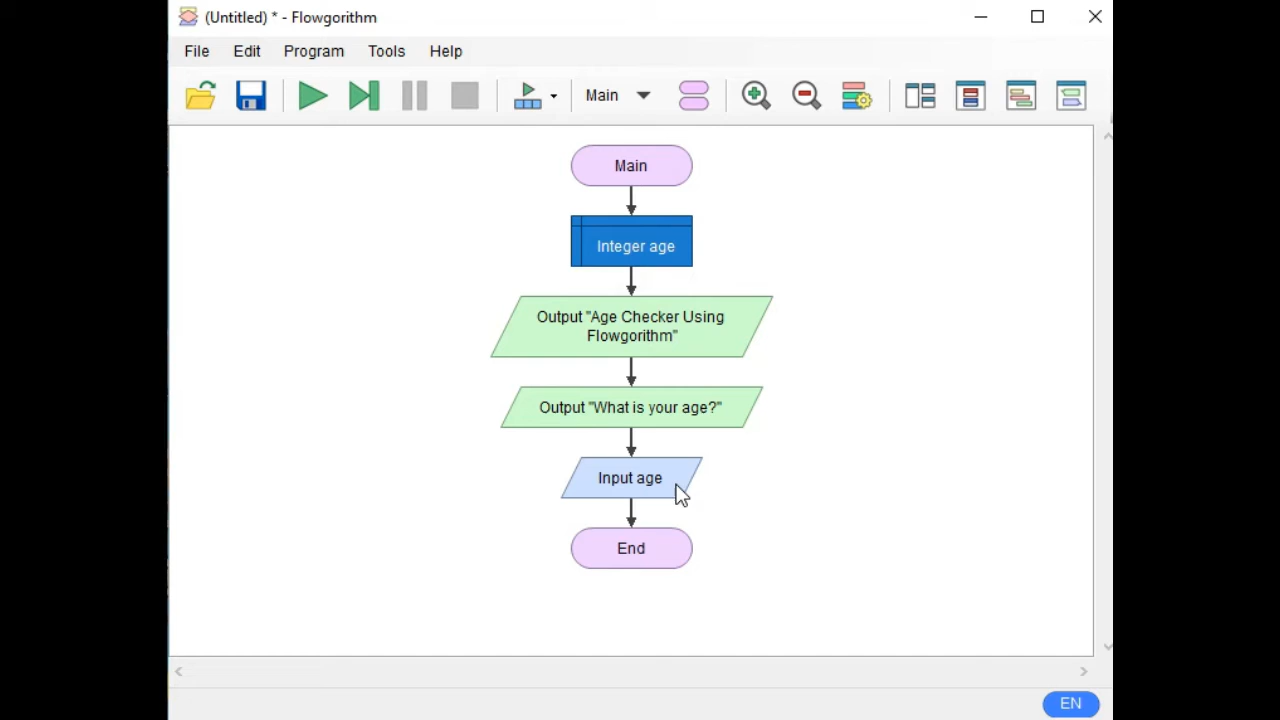 (Untitled) * - Flowgorithm
File Edit Program Tools Help
Main
Main
Integer age
Output "Age Checker Using
Flowgorithm"
Output "What is your age?"
Input age
End
EN